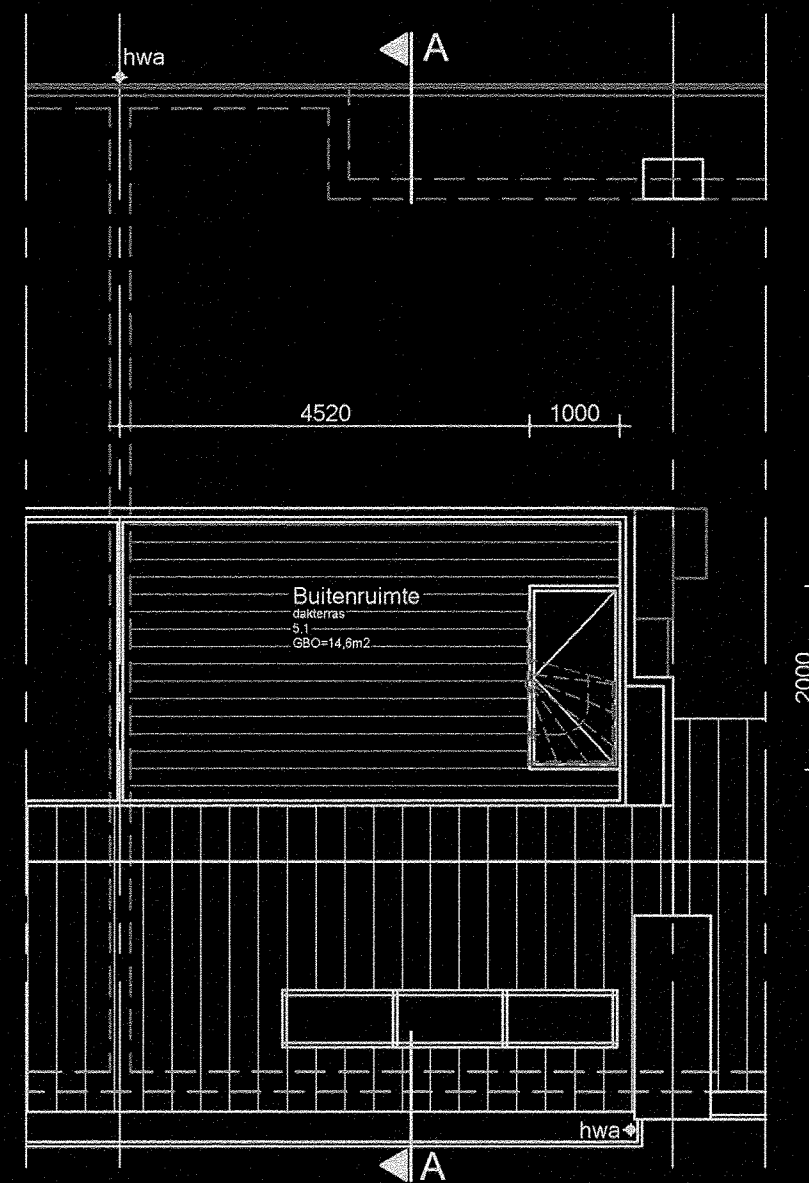 A
hwa
4520 1000
Buitenruimte
dakterras
5.1
GBO=14,6m2
2000
hwa
A